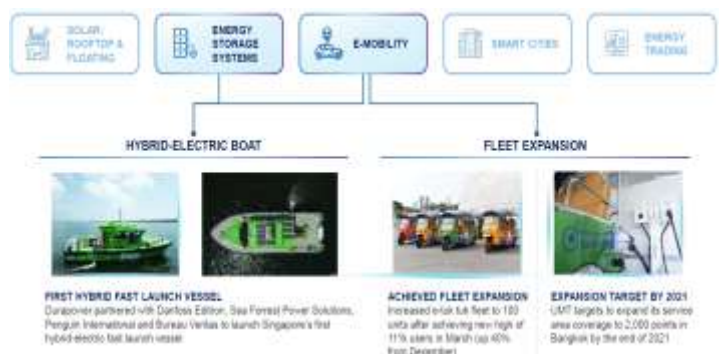 SOLAR:
ROOFTOP &
FLOATING
ENERGY
STORAGE
SYSTEMS
E-MOBILITY
SMART CITIES
ENERGY
TRADING
HYBRID-ELECTRIC BOAT
FLEET EXPANSION
FIRST HYBRID FAST LAUNCH VESSEL
Durapower partnered with Danfoss Editron, Sea Forrest Power Solutions,
Penguin International and Bureau Veritas to launch Singapore's first
hybrid-electric fast launch vessel
ACHIEVED FLEET EXPANSION
Increased e-tuk tuk fleet to
units after achieving new high of
users in March (up
from December)
EXPANSION TARGET BY 2021
UMT targets to expand its service
area coverage to 2,000 points in
Bangkok by the end of 2021